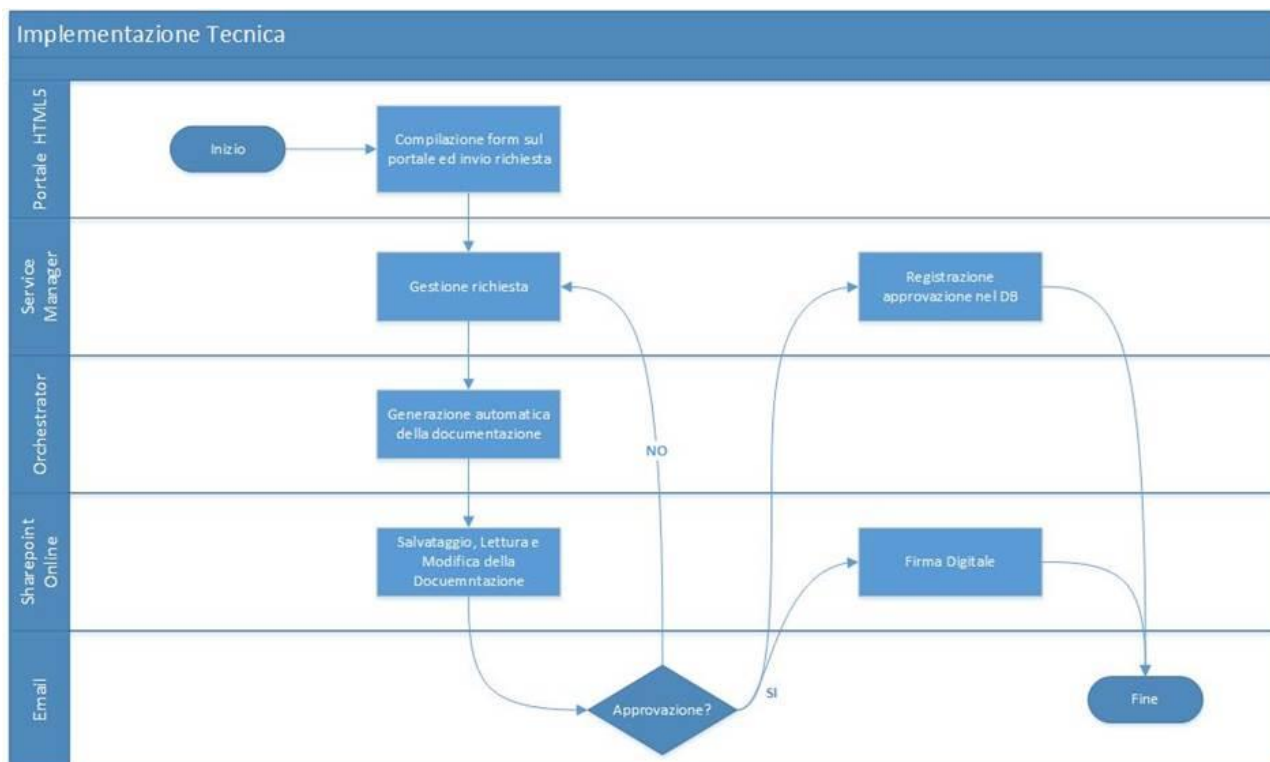 Implementazione Tecnica
Portale HTML5
Inizio
Compilazione form sul
portale ed invio richiesta
Service
Manager
Gestione richiesta
Registrazione
approvazione nel DB
Orchestrator
Generazione automatica
della documentazione
NO
Sharepoint
Online
Salvataggio, Lettura e
Modifica della
Docuemntazione
Firma Digitale
Email
Approvazione?
SI
Fine